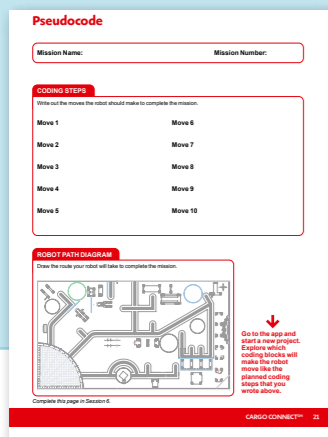 Pseudocode
Mission Name: Mission Number:
CODING STEPS
Write out the moves the robot should make to complete the mission.
Move 1 Move 6
Move 2 Move 7
Move 3 Move 8
Move 4 Move 9
Move 5 Move 10
ROBOT PATH DIAGRAM
Draw the route your robot will take to complete the mission.
Go to the app and
start a new project.
Explore which
coding blocks will
make the robot
move like the
planned coding
steps that you
wrote above.
Complete this page in Session 6.
CARGO CONNECT℠ 21